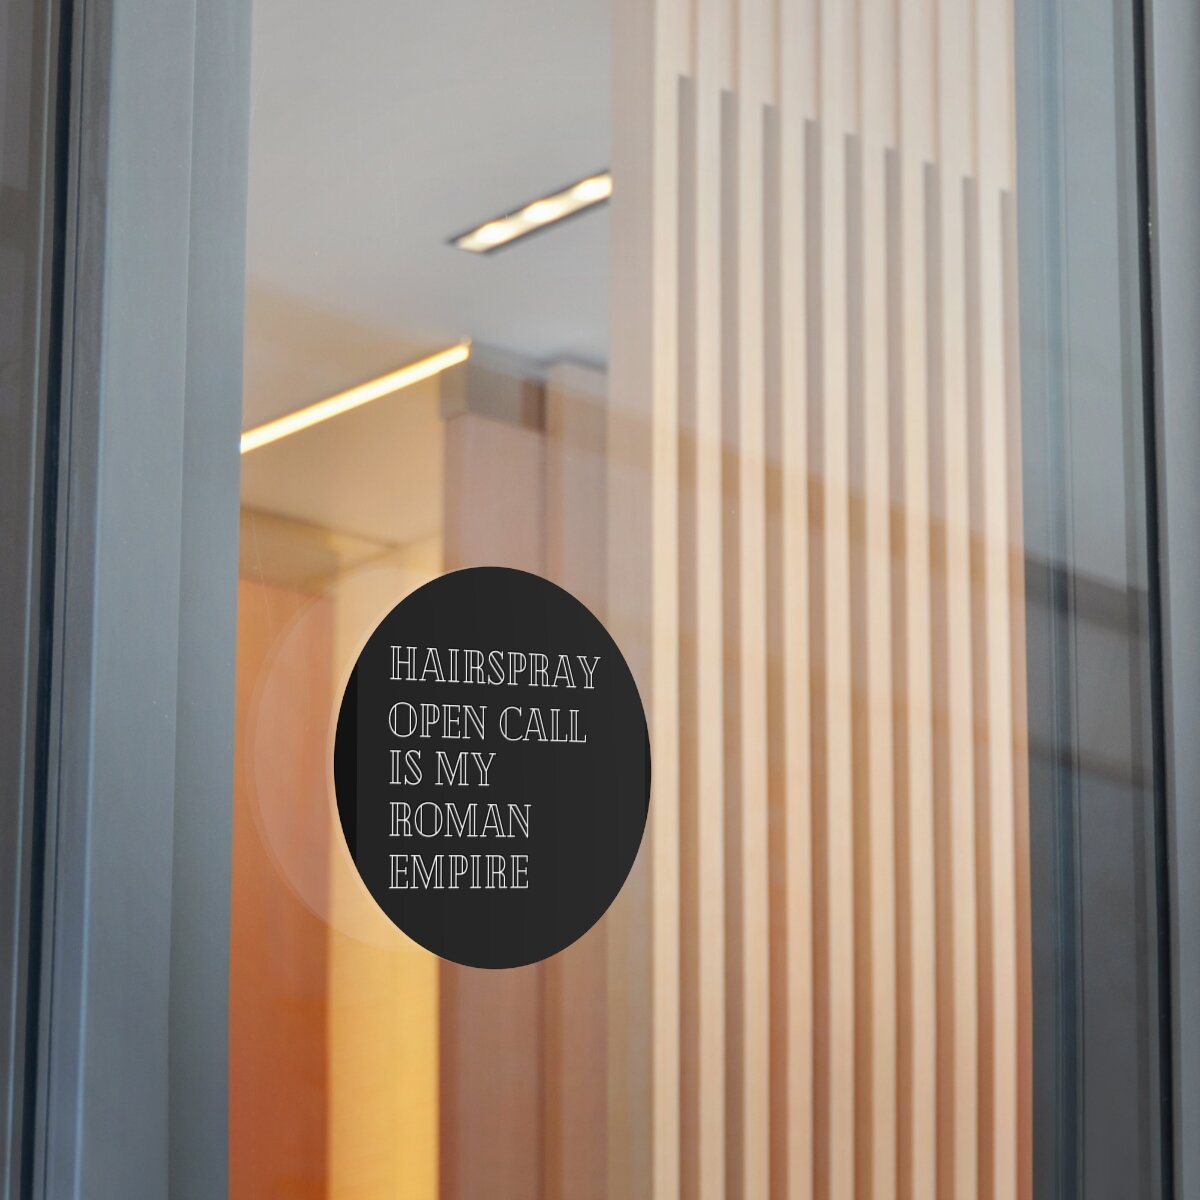 HAIRSPRAY
OPEN CALL
IS MY
ROMAN
EMPIRE